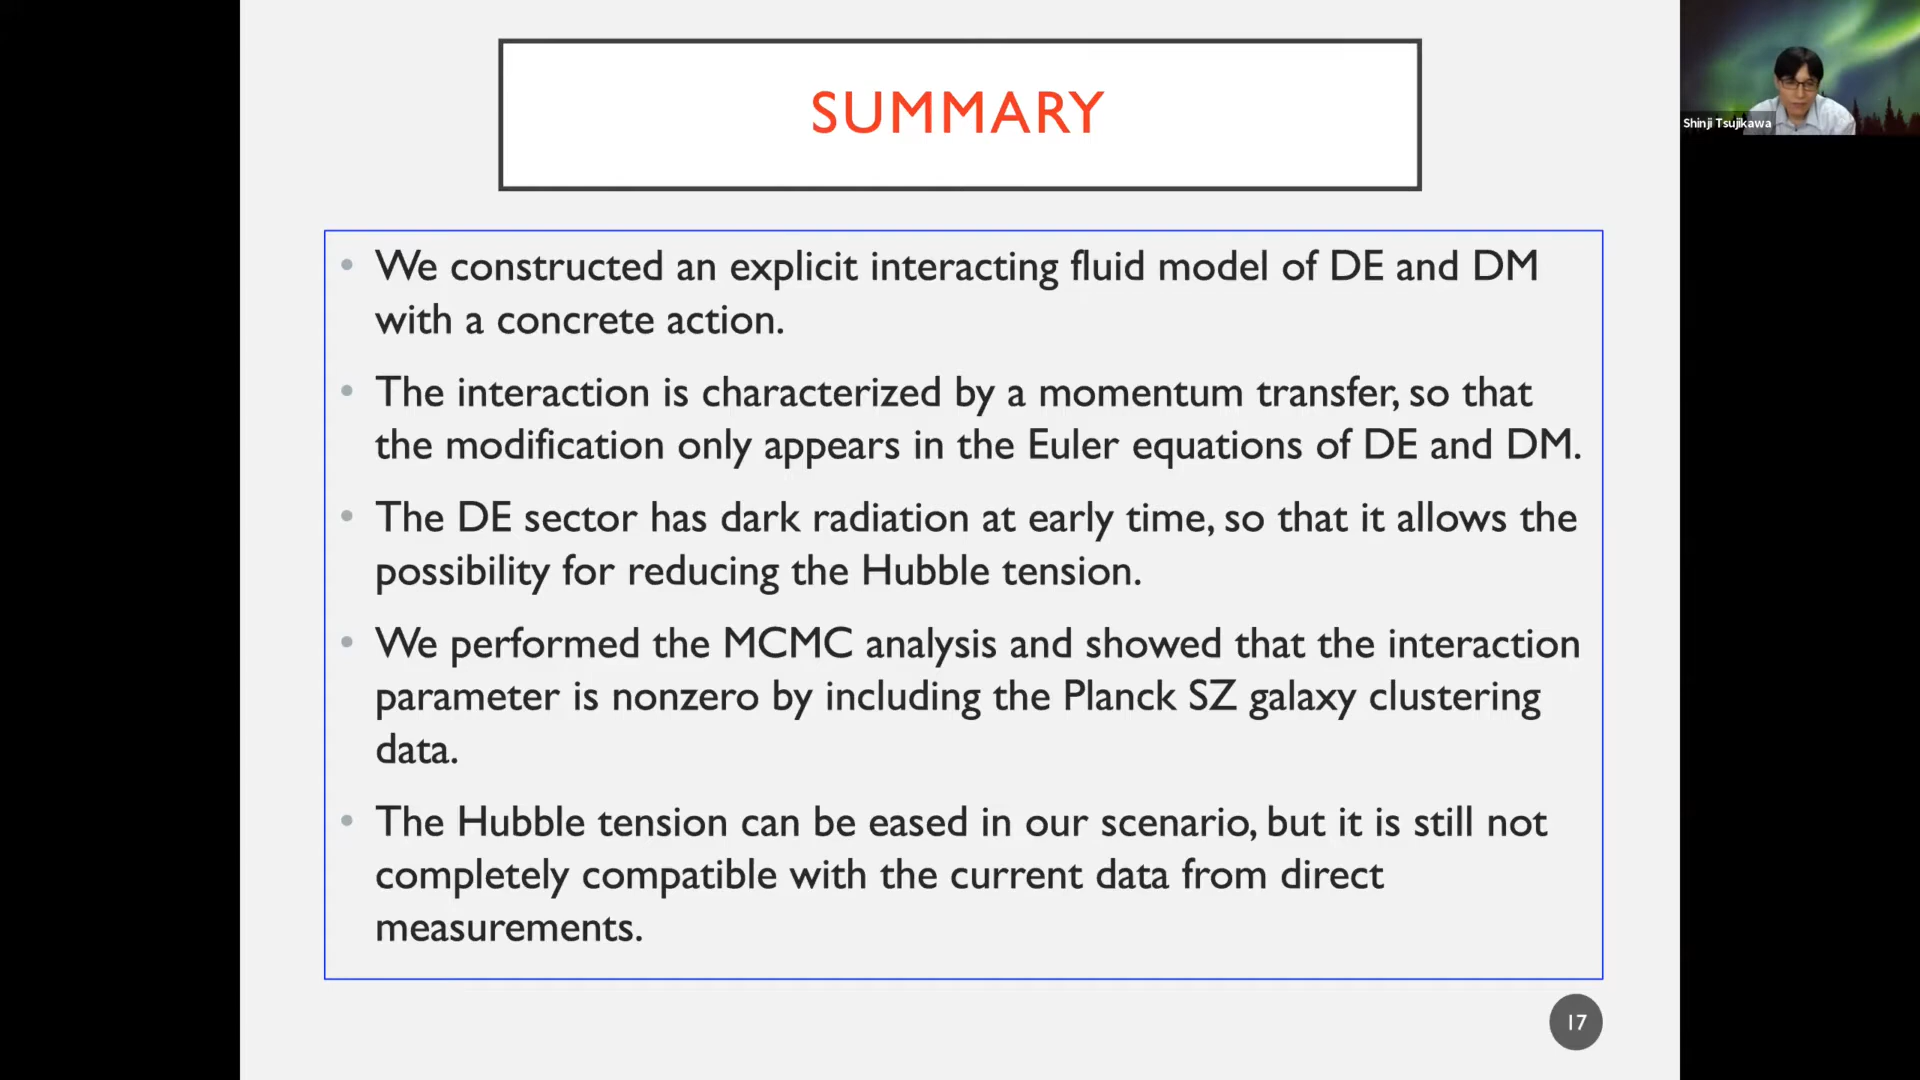 SUMMARY
Shinji Tsujikawa
• We constructed an explicit interacting fluid model of DE and DM
with a concrete action.
• The interaction is characterized by a momentum transfer, so that
the modification only appears in the Euler equations of DE and DM.
• The DE sector has dark radiation at early time, so that it allows the
possibility for reducing the Hubble tension.
• We performed the MCMC analysis and showed that the interaction
parameter is nonzero by including the Planck SZ galaxy clustering
data.
• The Hubble tension can be eased in our scenario, but it is still not
completely compatible with the current data from direct
measurements.
17